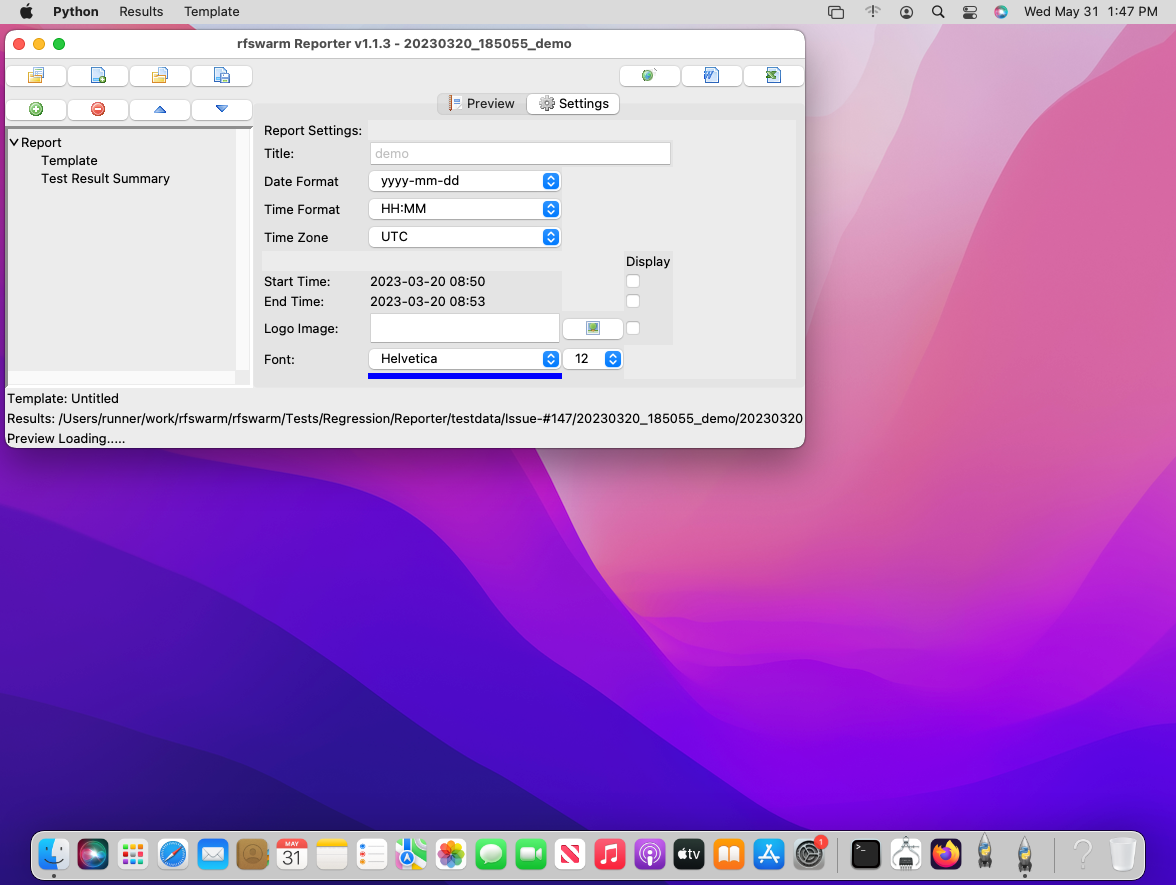 Python Results Template Wed May 31 1:47 PM
rfswarm Reporter v1.1.3 - 20230320_185055_demo
Preview Settings
Report
Template
Test Result Summary
Report Settings:
Title: demo
Date Format yyyy-mm-dd
Time Format HH:MM
Time Zone UTC
Display
Start Time: 2023-03-20 08:50
End Time: 2023-03-20 08:53
Logo Image:
Font: Helvetica 12
Template: Untitled
Results: /Users/runner/work/rfswarm/rfswarm/Tests/Regression/Reporter/testdata/Issue-#147/20230320_185055_demo/20230320
Preview Loading.....
MAY
31
tv
1
>_